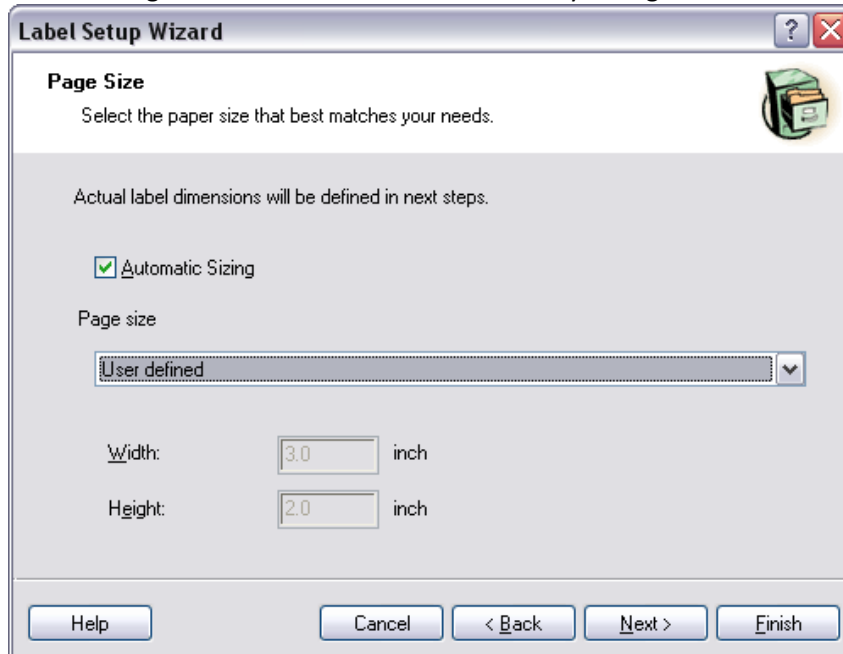 Label Setup Wizard
Page Size
Select the paper size that best matches your needs.
Actual label dimensions will be defined in next steps.
Automatic Sizing
Page size
User defined
Width: 3.0 inch
Height: 2.0 inch
Help Cancel < Back Next > Finish